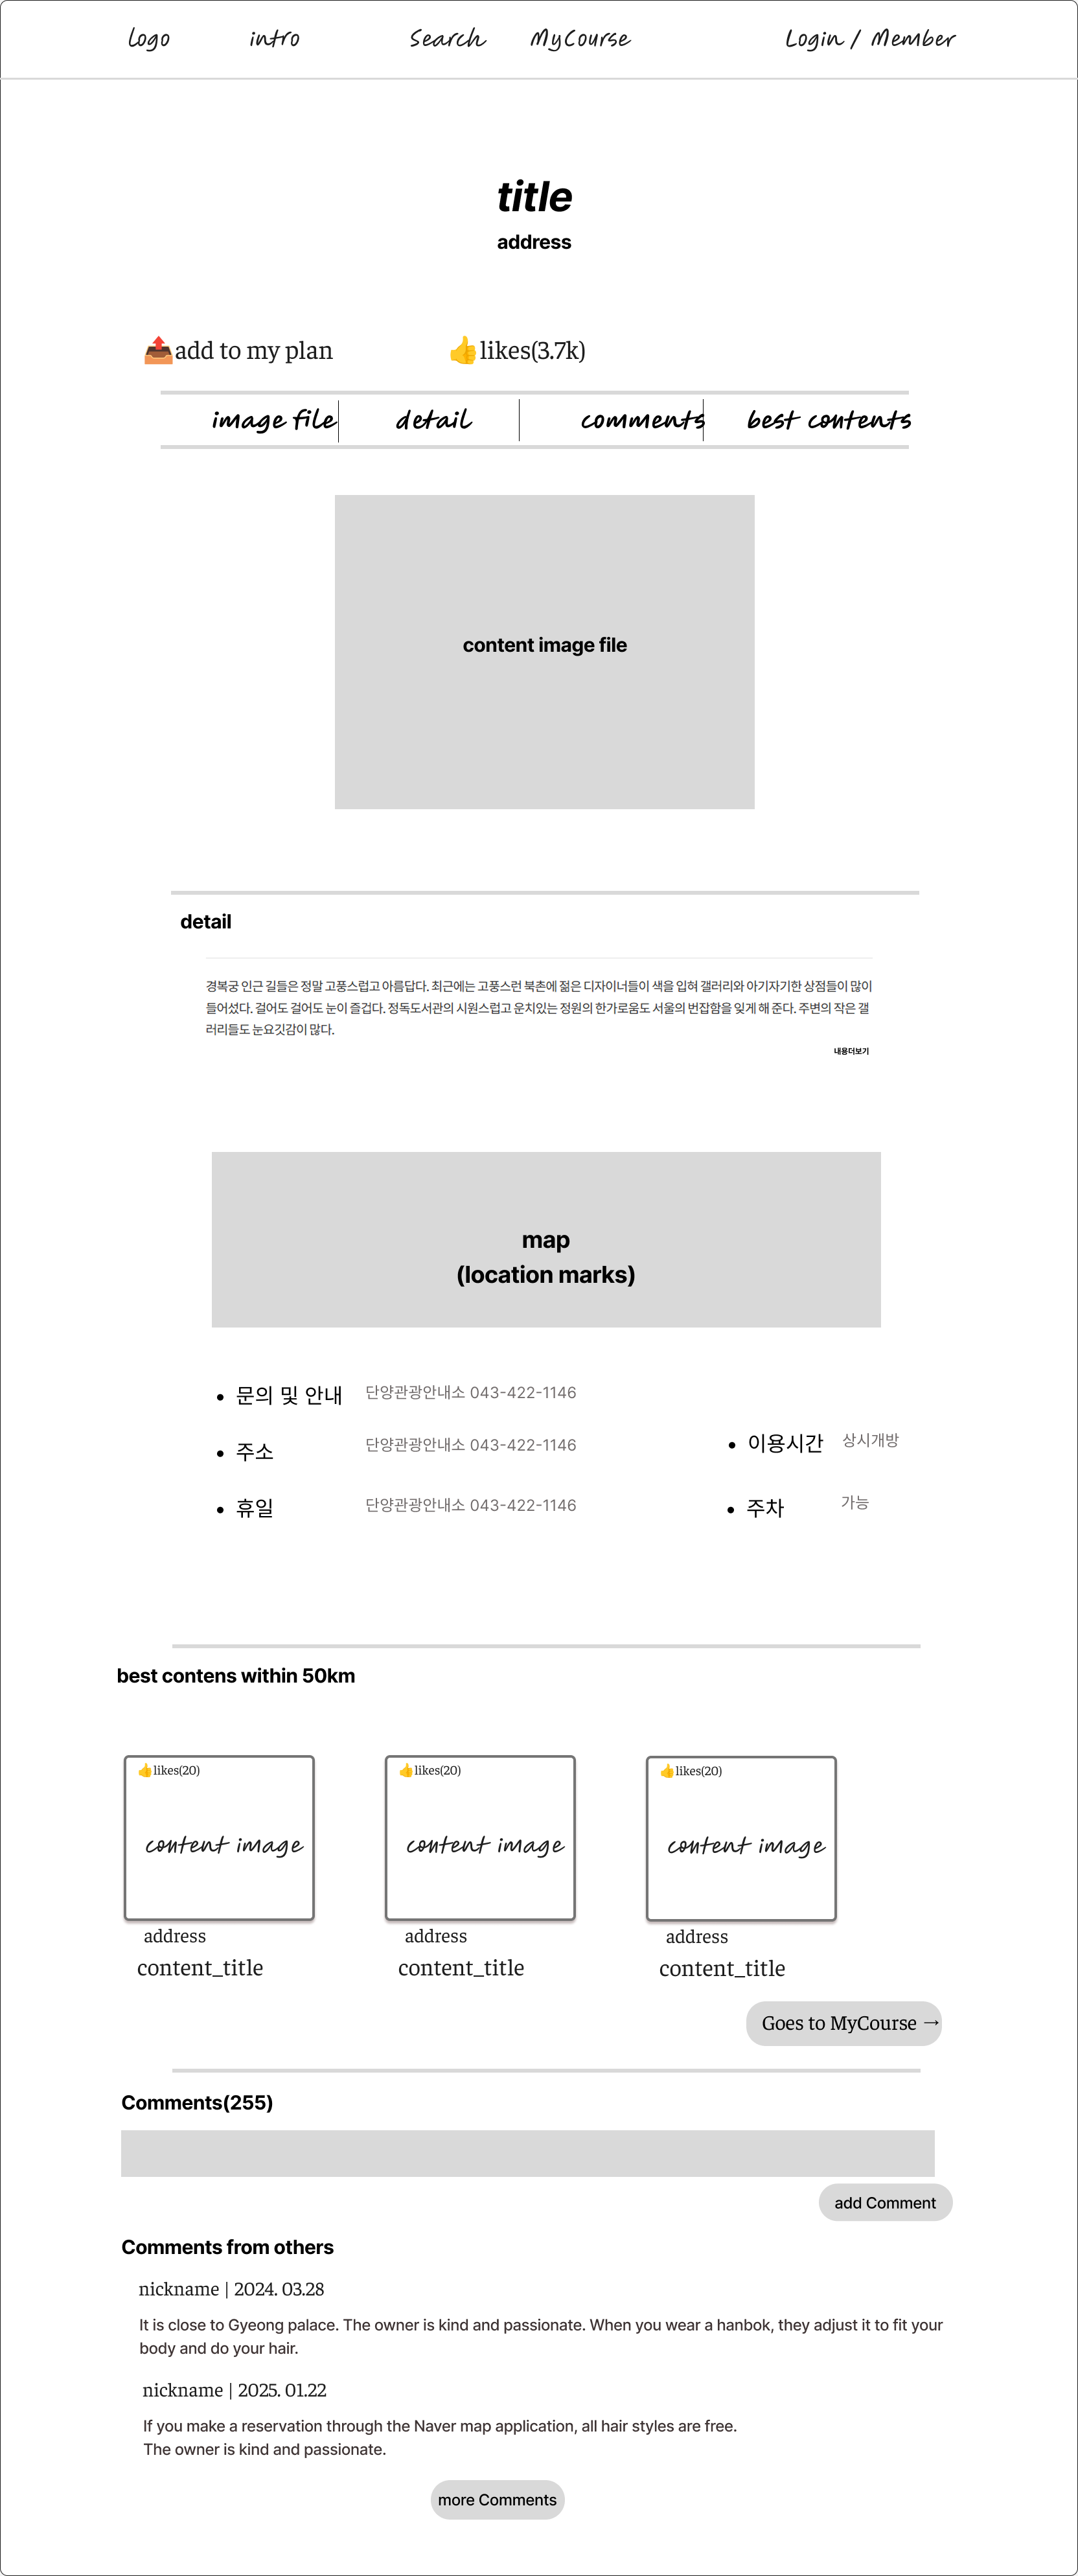 logo intro Search MyCourse Login / Member
title
address
📤add to my plan 👍likes(3.7k)
image file detail comments best contents
content image file
detail
경복궁 인근 길들은 정말 고풍스럽고 아름답다. 최근에는 고풍스런 북촌에 젊은 디자이너들이 색을 입혀 갤러리와 아기자기한 상점들이 많이
들어섰다. 걸어도 걸어도 눈이 즐겁다. 정독도서관의 시원스럽고 운치있는 정원의 한가로움도 서울의 번잡함을 잊게 해 준다. 주변의 작은 갤
러리들도 눈요깃감이 많다.
내용더보기
map
(location marks)
• 문의 및 안내 단양관광안내소 043-422-1146
• 주소 단양관광안내소 043-422-1146
• 이용시간 상시개방
• 휴일 단양관광안내소 043-422-1146
• 주차 가능
best contens within 50km
👍likes(20) 👍likes(20) 👍likes(20)
content image content image content image
address address address
content_title content_title content_title
Goes to MyCourse →
Comments(255)
add Comment
Comments from others
nickname | 2024. 03.28
It is close to Gyeong palace. The owner is kind and passionate. When you wear a hanbok, they adjust it to fit your
body and do your hair.
nickname | 2025. 01.22
If you make a reservation through the Naver map application, all hair styles are free.
The owner is kind and passionate.
more Comments